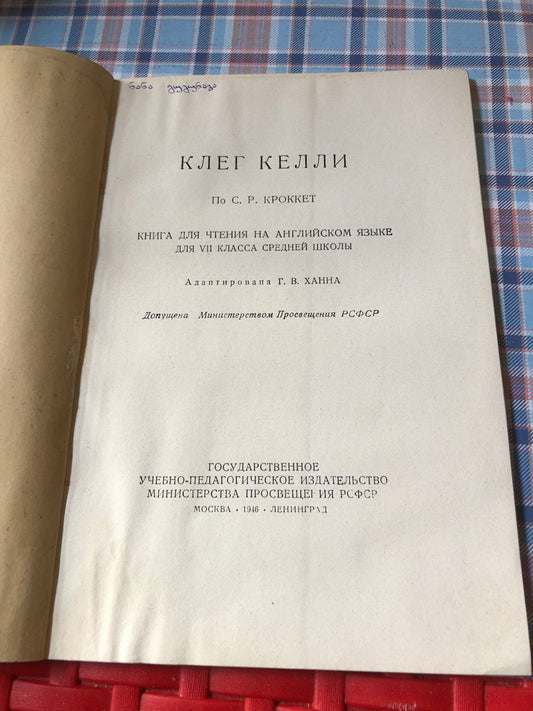 ნანა
КЛЕГ КЕЛЛИ
По С. Р. КРОККЕТ
КНИГА ДЛЯ ЧТЕНИЯ НА АНГЛИЙСКОМ ЯЗЫКЕ
ДЛЯ VII КЛАССА СРЕДНЕЙ ШКОЛЫ
Адаптирована Г. В. ХАННА
Допущена Министерством Просвещения РСФСР
ГОСУДАРСТВЕННОЕ
УЧЕБНО-ПЕДАГОГИЧЕСКОЕ ИЗДАТЕЛЬСТВО
МИНИСТЕРСТВА ПРОСВЕЩЕНИЯ РСФСР
МОСКВА • 1946 • ЛЕНИНГРАД